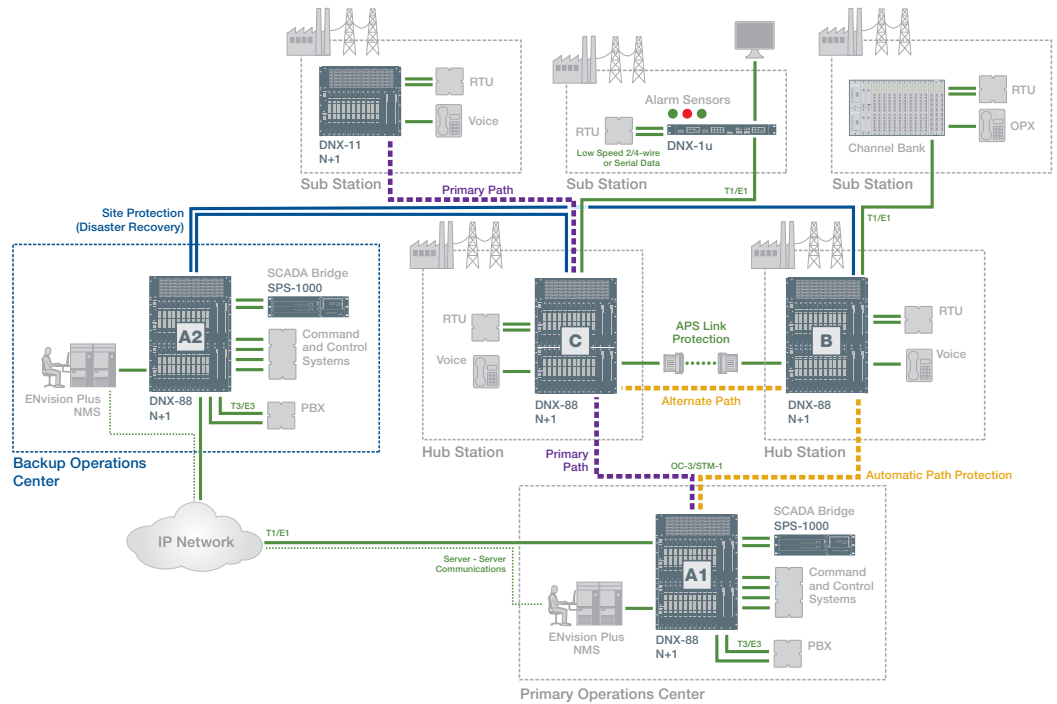 RTU
Voice
DNX-11
N+1
Sub Station
Primary Path
Alarm Sensors
RTU
DNX-1u
Low Speed 2/4-wire
or Serial Data
Sub Station
T1/E1
RTU
OPX
Channel Bank
Sub Station
T1/E1
Site Protection
(Disaster Recovery)
SCADA Bridge
SPS-1000
A2
Command
and Control
Systems
ENvision Plus
NMS
DNX-88
N+1
T3/E3
PBX
Backup Operations
Center
RTU
Voice
C
DNX-88
N+1
Hub Station
APS Link
Protection
Alternate Path
RTU
Voice
B
DNX-88
N+1
Hub Station
Primary
Path
OC-3/STM-1
Automatic Path Protection
IP Network
T1/E1
Server - Server
Communications
SCADA Bridge
SPS-1000
A1
Command
and Control
Systems
ENvision Plus
NMS
DNX-88
N+1
T3/E3
PBX
Primary Operations Center